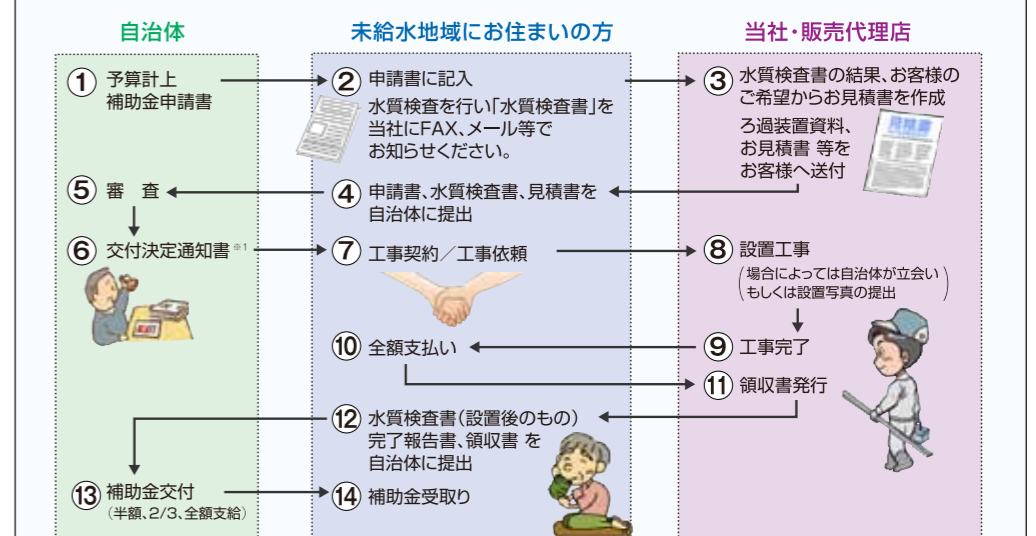 自治体
未給水地域にお住まいの方
当社・販売代理店
① 予算計上
補助金申請書
② 申請書に記入
水質検査を行い「水質検査書」を
当社にFAX、メール等で
お知らせください。
③ 水質検査書の結果、お客様の
ご希望からお見積書を作成
ろ過装置資料、
お見積書 等を
お客様へ送付
見積書
④ 申請書、水質検査書、見積書を
自治体に提出
⑤ 審　査
⑥ 交付決定通知書※1
⑦ 工事契約／工事依頼
⑧ 設置工事
(場合によっては自治体が立会い
もしくは設置写真の提出)
⑨ 工事完了
⑩ 全額支払い
⑪ 領収書発行
⑫ 水質検査書(設置後のもの)
完了報告書、領収書 を
自治体に提出
⑬ 補助金交付
(半額、2/3、全額支給)
⑭ 補助金受取り